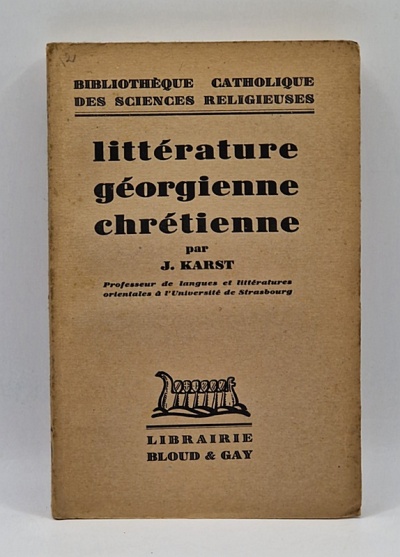 BIBLIOTHÈQUE CATHOLIQUE
DES SCIENCES RELIGIEUSES
littérature
géorgienne
chrétienne
par
J. KARST
Professeur de langues et littératures
orientales à l'Université de Strasbourg
LIBRAIRIE
BLOUD & GAY